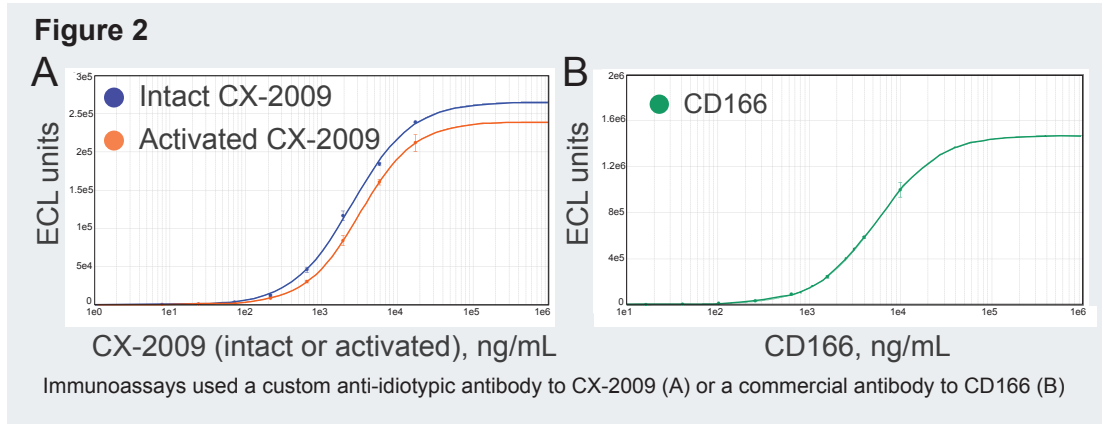 Figure 2
A
3e5
Intact CX-2009
2.5e5
Activated CX-2009
2e5
ECL units
1.5e5
1e5
5e4
0
1e0 1e1 1e2 1e3 1e4 1e5 1e6
CX-2009 (intact or activated), ng/mL
B
2e6
CD166
1.6e6
ECL units
1.2e6
8e5
4e5
0
1e1 1e2 1e3 1e4 1e5 1e6
CD166, ng/mL
Immunoassays used a custom anti-idiotypic antibody to CX-2009 (A) or a commercial antibody to CD166 (B)